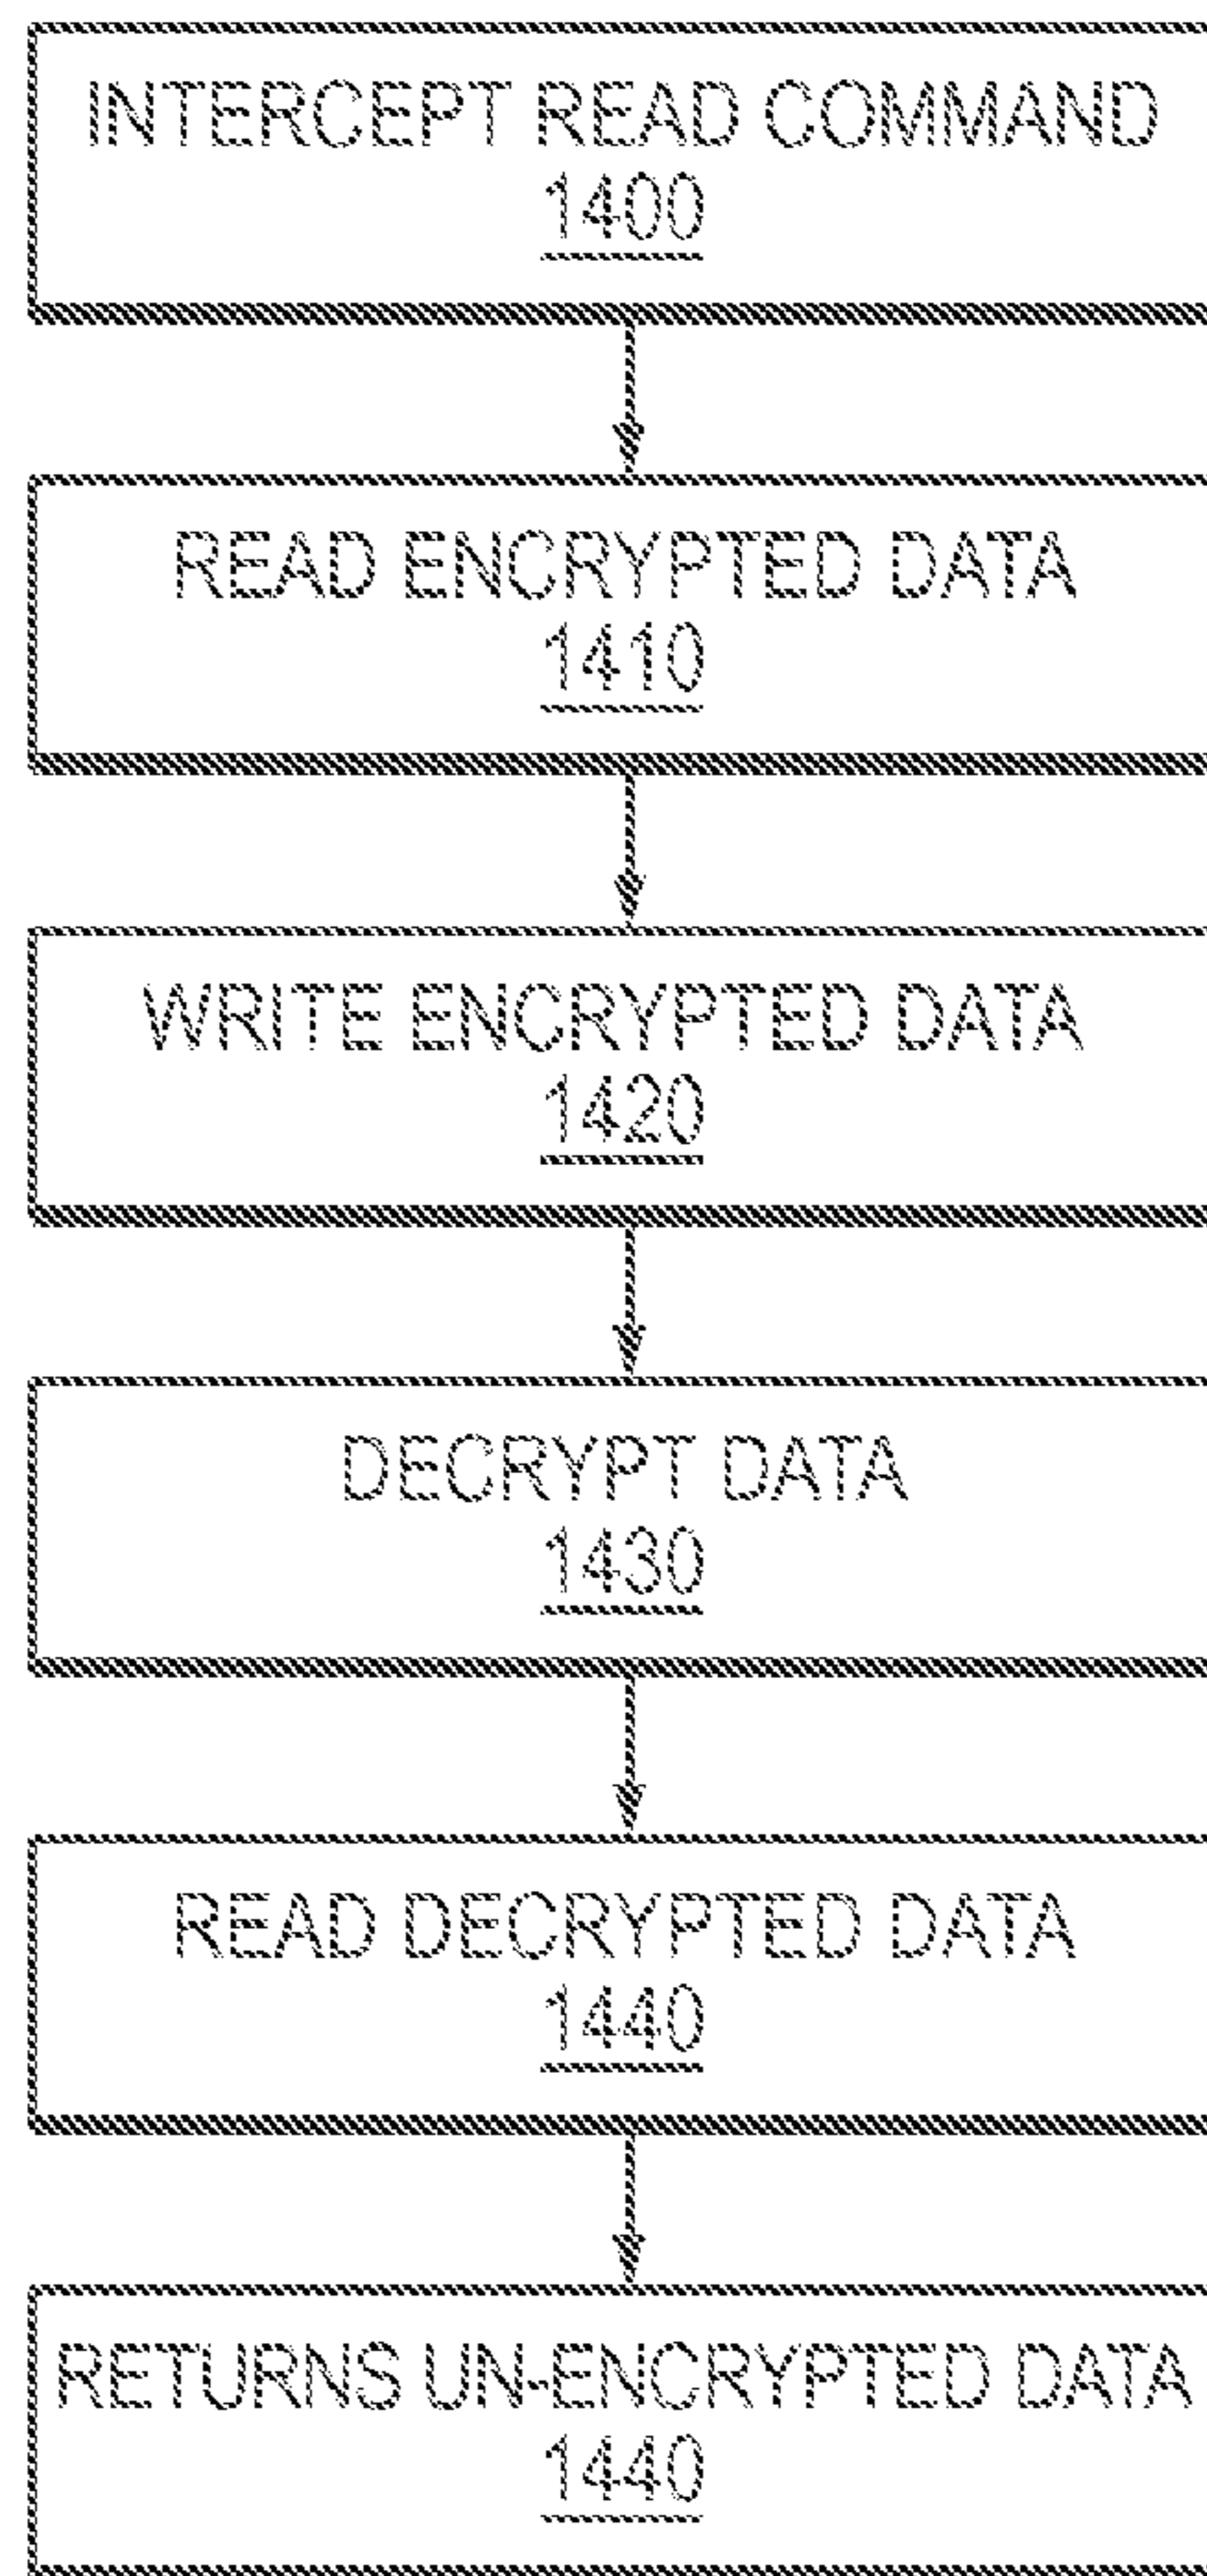 INTERCEPT READ COMMAND
1400
READ ENCRYPTED DATA
1410
WRITE ENCRYPTED DATA
1420
DECRYPT DATA
1430
READ DECRYPTED DATA
1440
RETURNS UN-ENCRYPTED DATA
1440